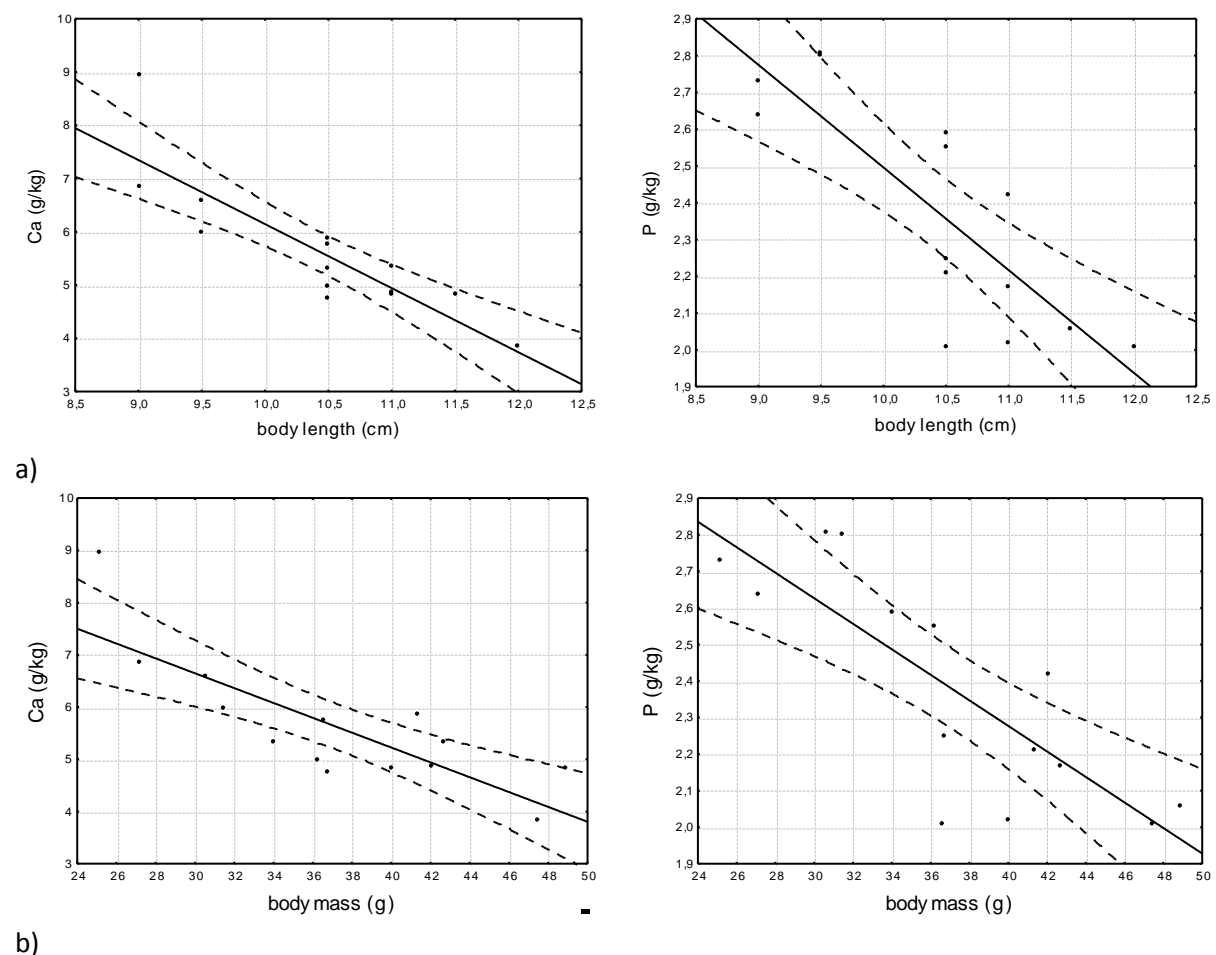 10
9
8
7
6
5
4
3
Ca (g/kg)
8,5 9,0 9,5 10,0 10,5 11,0 11,5 12,0 12,5
body length (cm)
2,9
2,8
2,7
2,6
2,5
2,4
2,3
2,2
2,1
2,0
1,9
P (g/kg)
8,5 9,0 9,5 10,0 10,5 11,0 11,5 12,0 12,5
body length (cm)
a)
10
9
8
7
6
5
4
3
Ca (g/kg)
24 26 28 30 32 34 36 38 40 42 44 46 48 50
body mass (g)
2,9
2,8
2,7
2,6
2,5
2,4
2,3
2,2
2,1
2,0
1,9
P (g/kg)
24 26 28 30 32 34 36 38 40 42 44 46 48 50
body mass (g)
b)